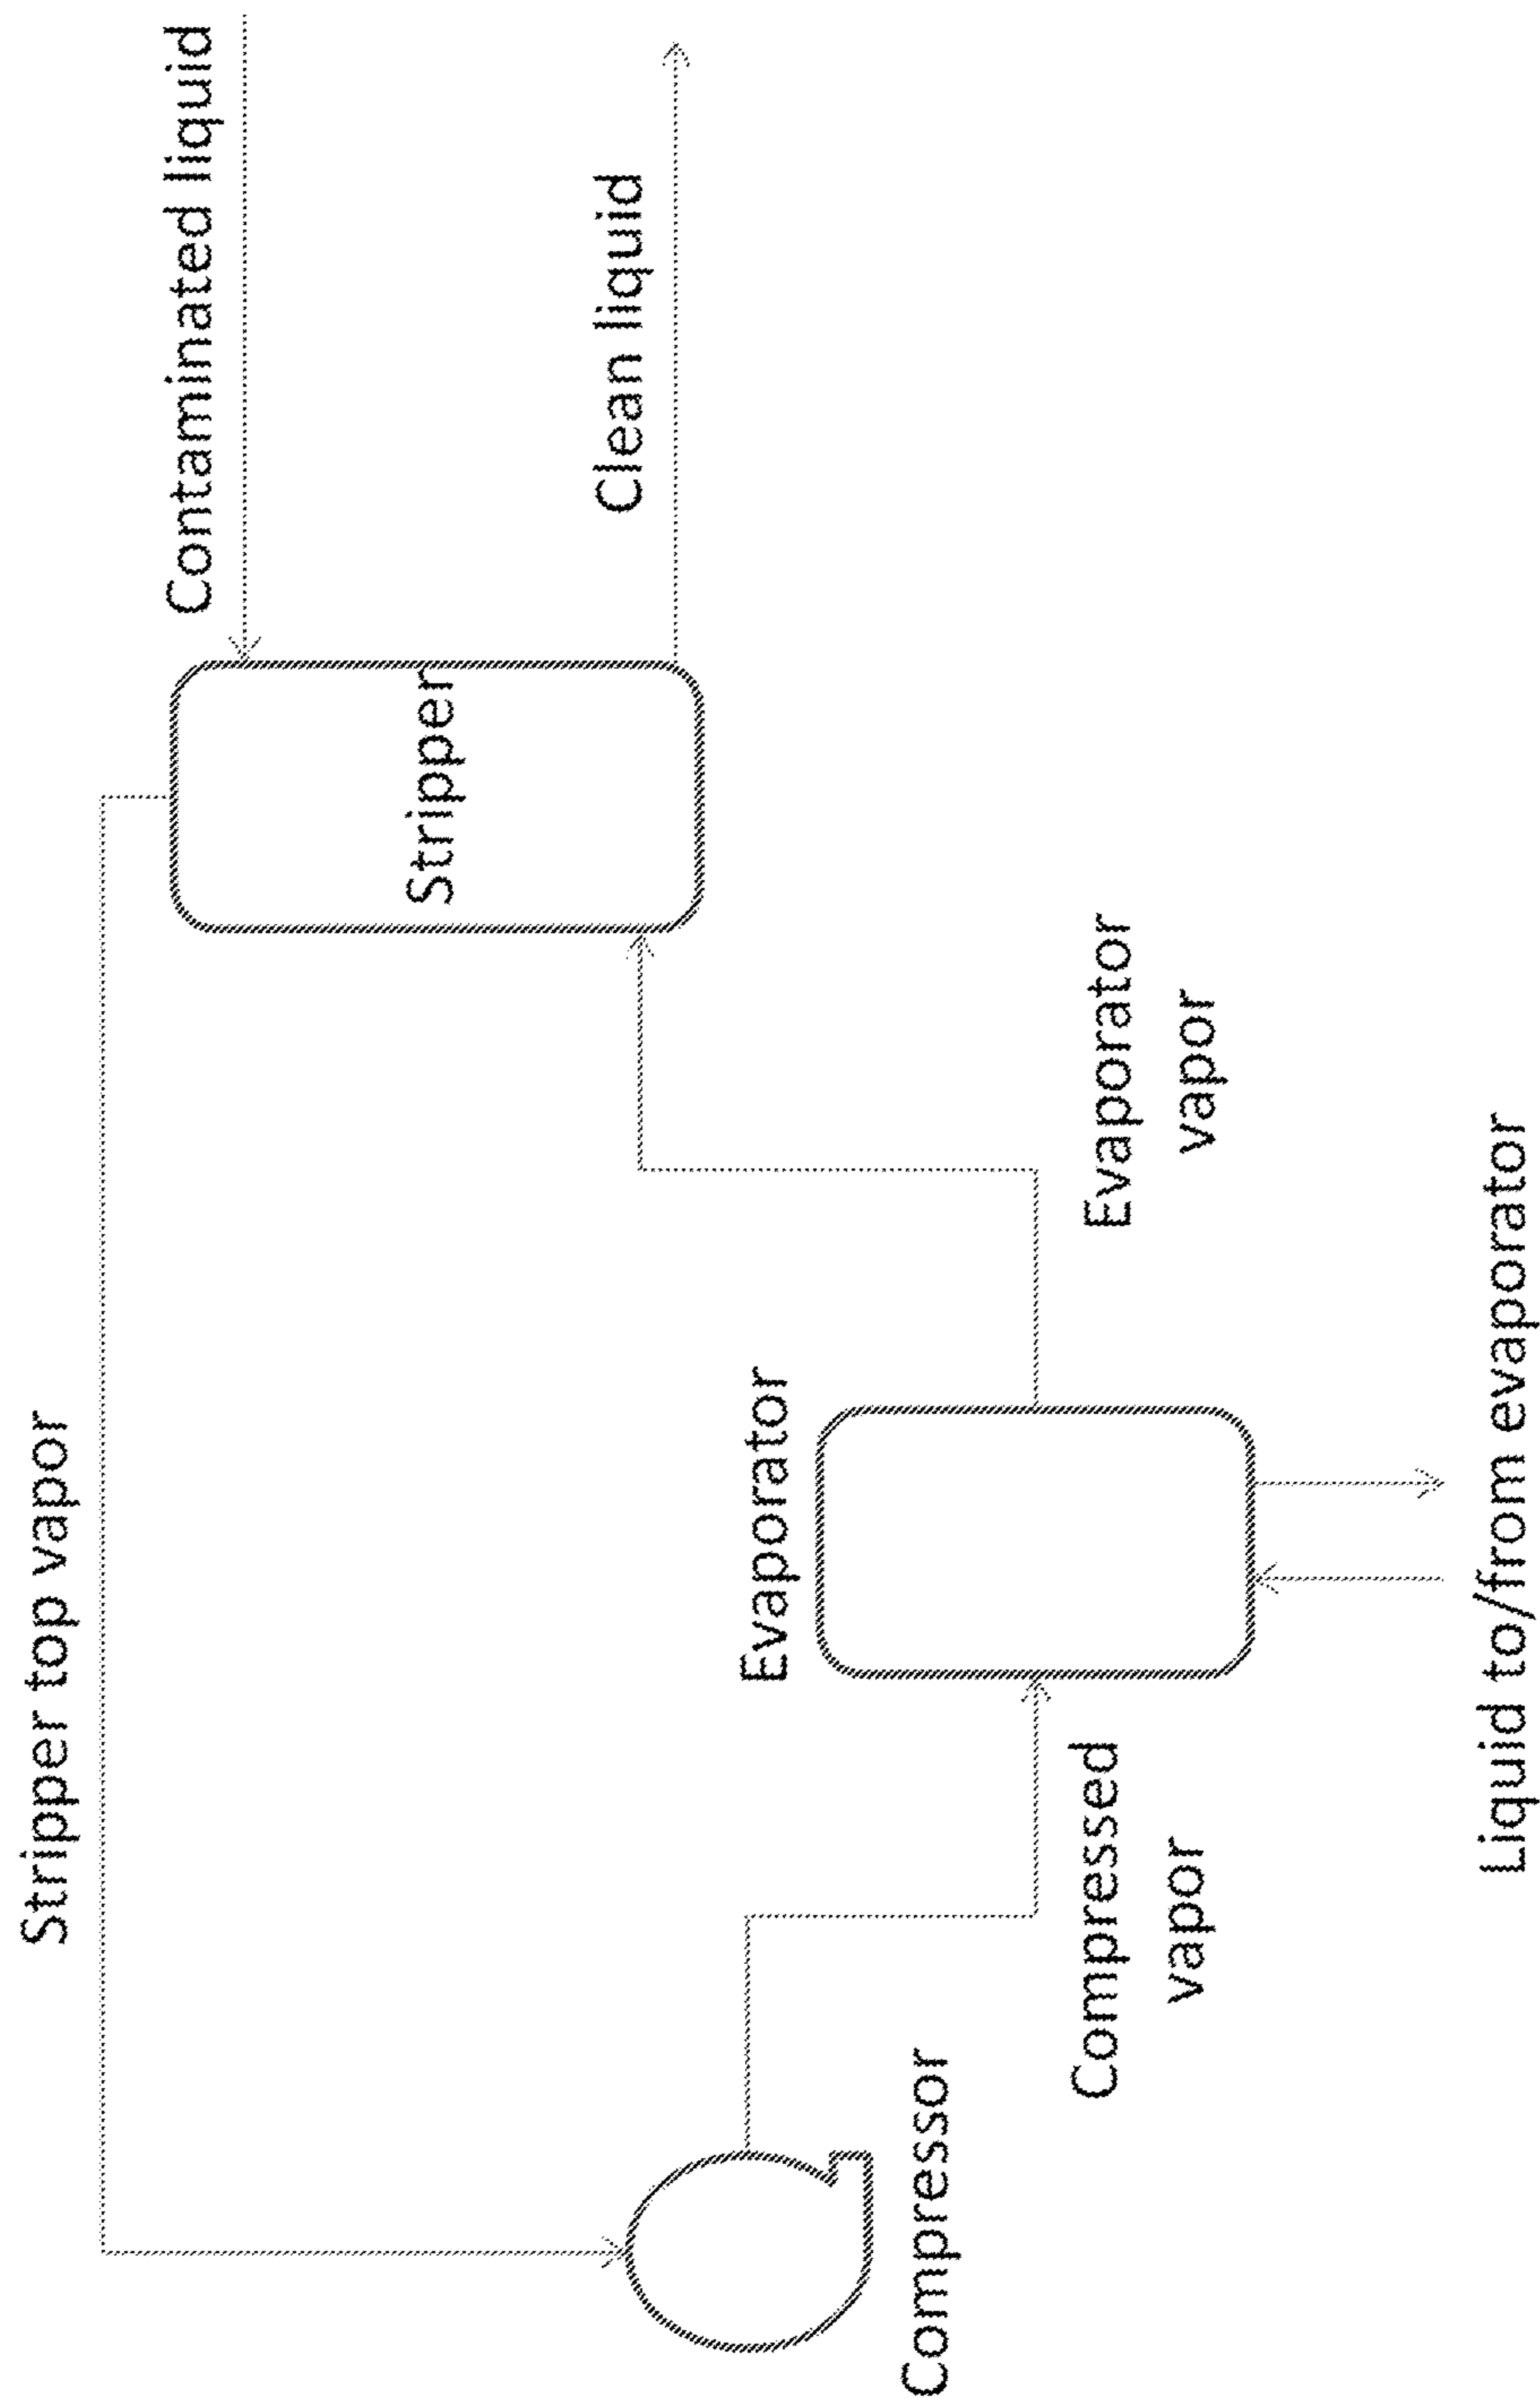 Stripper top vapor
Contaminated liquid
Stripper
Clean liquid
Evaporator
Compressor
Compressed
vapor
Evaporator
vapor
Liquid to/from evaporator